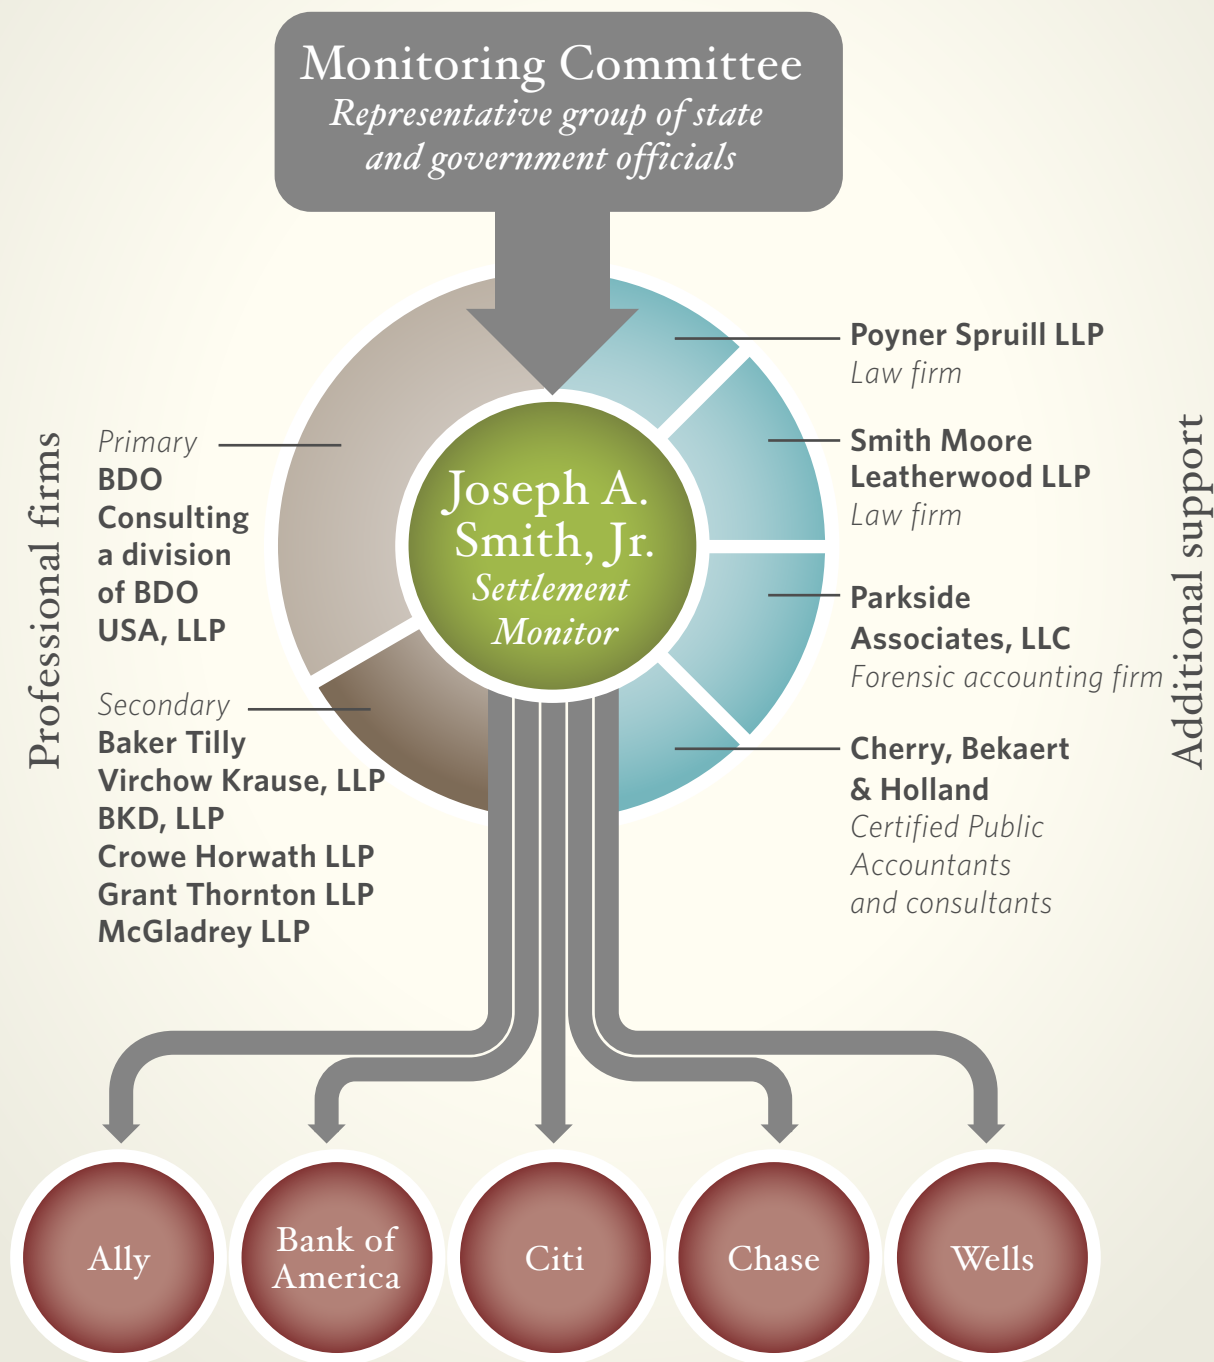 Monitoring Committee
Representative group of state
and government officials
Professional firms
Primary
BDO
Consulting
a division
of BDO
USA, LLP
Secondary
Baker Tilly
Virchow Krause, LLP
BKD, LLP
Crowe Horwath LLP
Grant Thornton LLP
McGladrey LLP
Joseph A.
Smith, Jr.
Settlement
Monitor
Poyner Spruill LLP
Law firm
Smith Moore
Leatherwood LLP
Law firm
Parkside
Associates, LLC
Forensic accounting firm
Cherry, Bekaert
& Holland
Certified Public
Accountants
and consultants
Additional support
Ally
Bank of
America
Citi
Chase
Wells